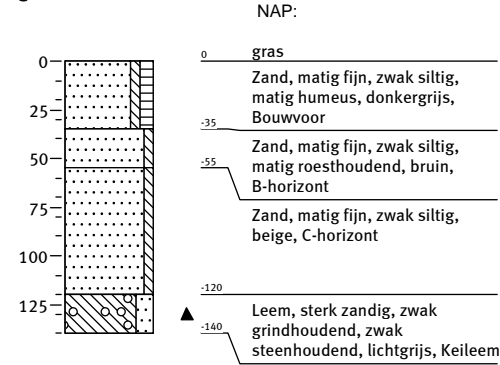 NAP:
0
25
50
75
100
125
0
gras
Zand, matig fijn, zwak siltig,
matig humeus, donkergrijs,
Bouwvoor
-35
Zand, matig fijn, zwak siltig,
matig roesthoudend, bruin,
B-horizont
-55
Zand, matig fijn, zwak siltig,
beige, C-horizont
-120
Leem, sterk zandig, zwak
grindhoudend, zwak
steenhoudend, lichtgrijs, Keileem
-140